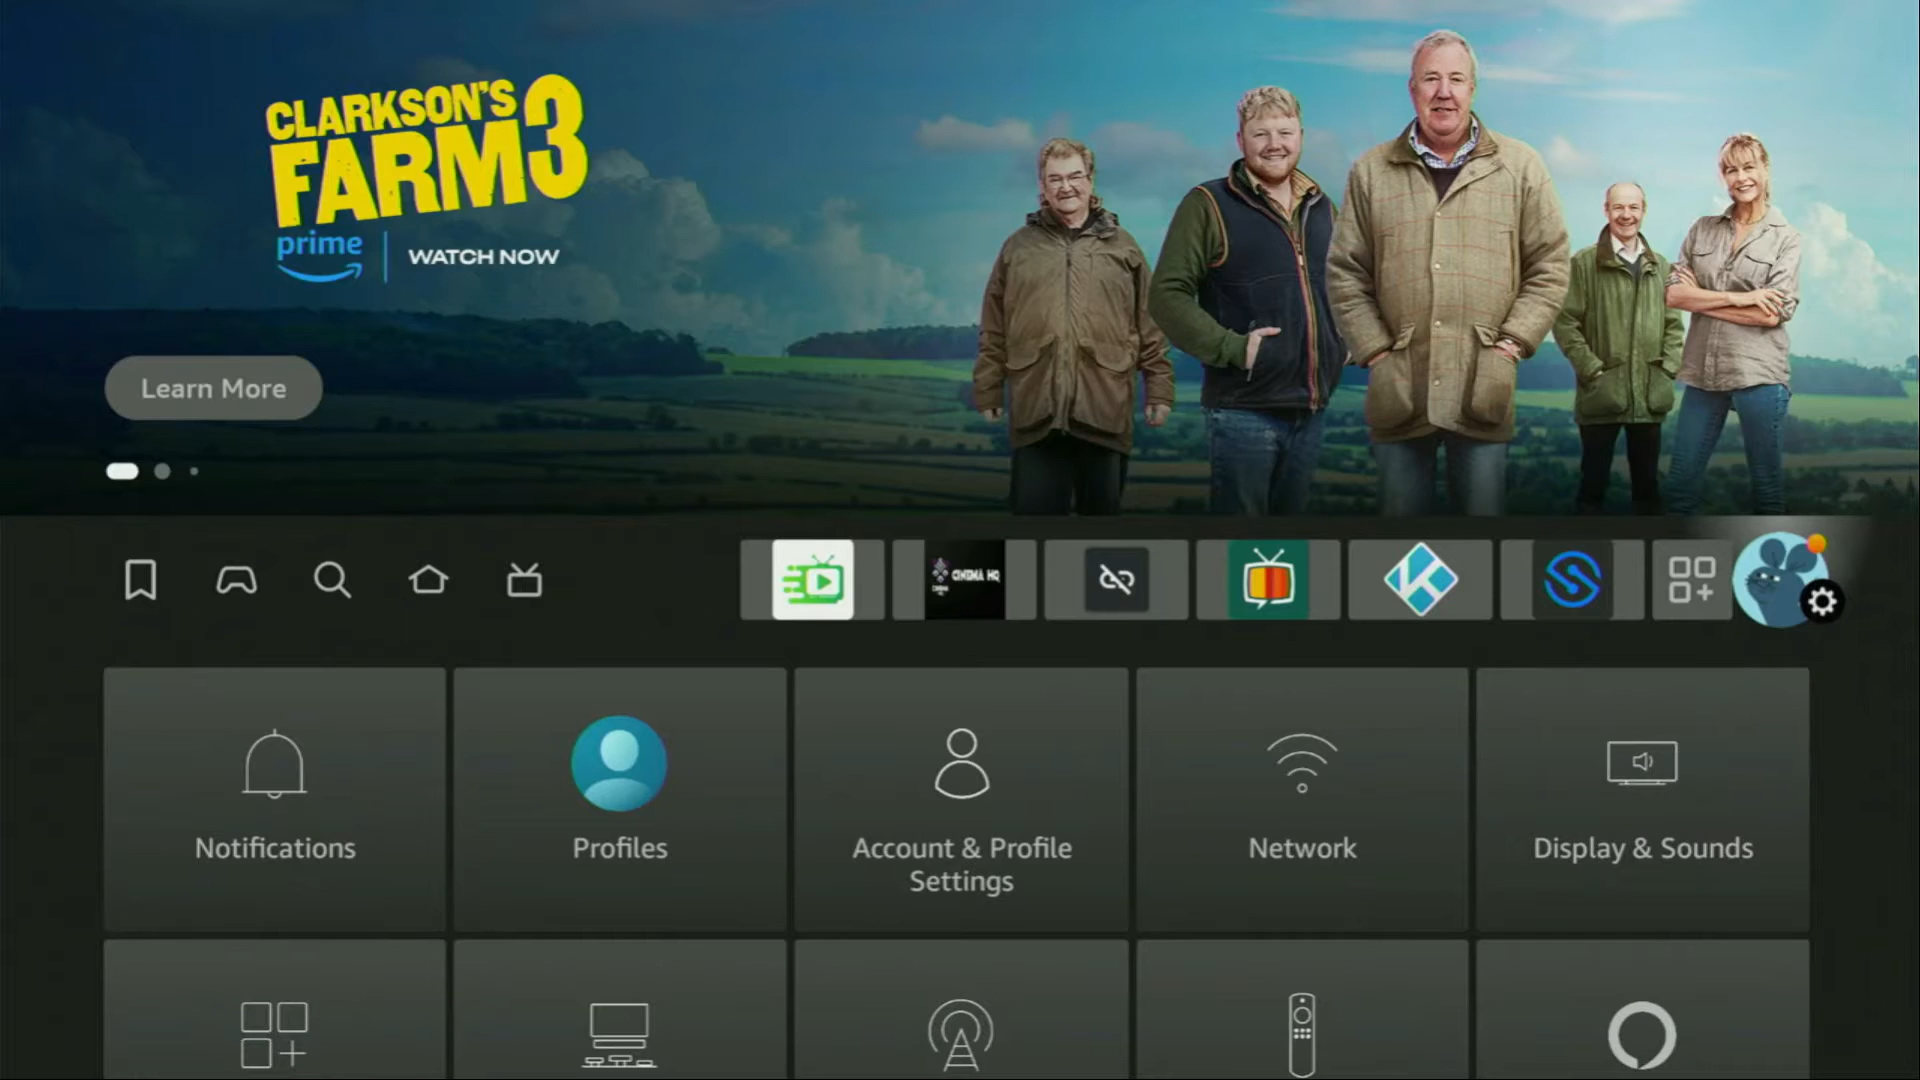 CLARKSON'S
FARM3
prime
WATCH NOW
Learn More
CINEMA HQ
Notifications
Profiles
Account & Profile
Settings
Network
Display & Sounds